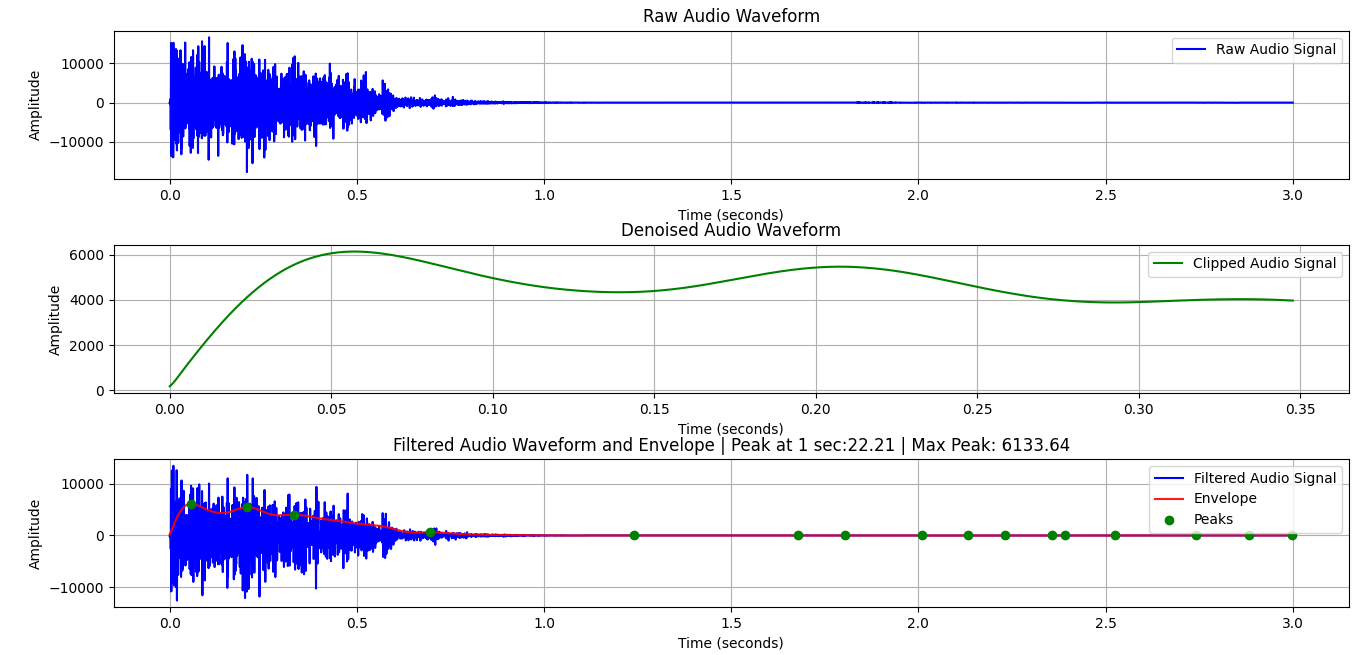 Raw Audio Waveform
Raw Audio Signal
Amplitude
10000
0
−10000
0.0 0.5 1.0 1.5 2.0 2.5 3.0
Time (seconds)
Denoised Audio Waveform
Clipped Audio Signal
Amplitude
6000
4000
2000
0
0.00 0.05 0.10 0.15 0.20 0.25 0.30 0.35
Time (seconds)
Filtered Audio Waveform and Envelope | Peak at 1 sec:22.21 | Max Peak: 6133.64
Filtered Audio Signal
Envelope
Peaks
Amplitude
10000
0
−10000
0.0 0.5 1.0 1.5 2.0 2.5 3.0
Time (seconds)